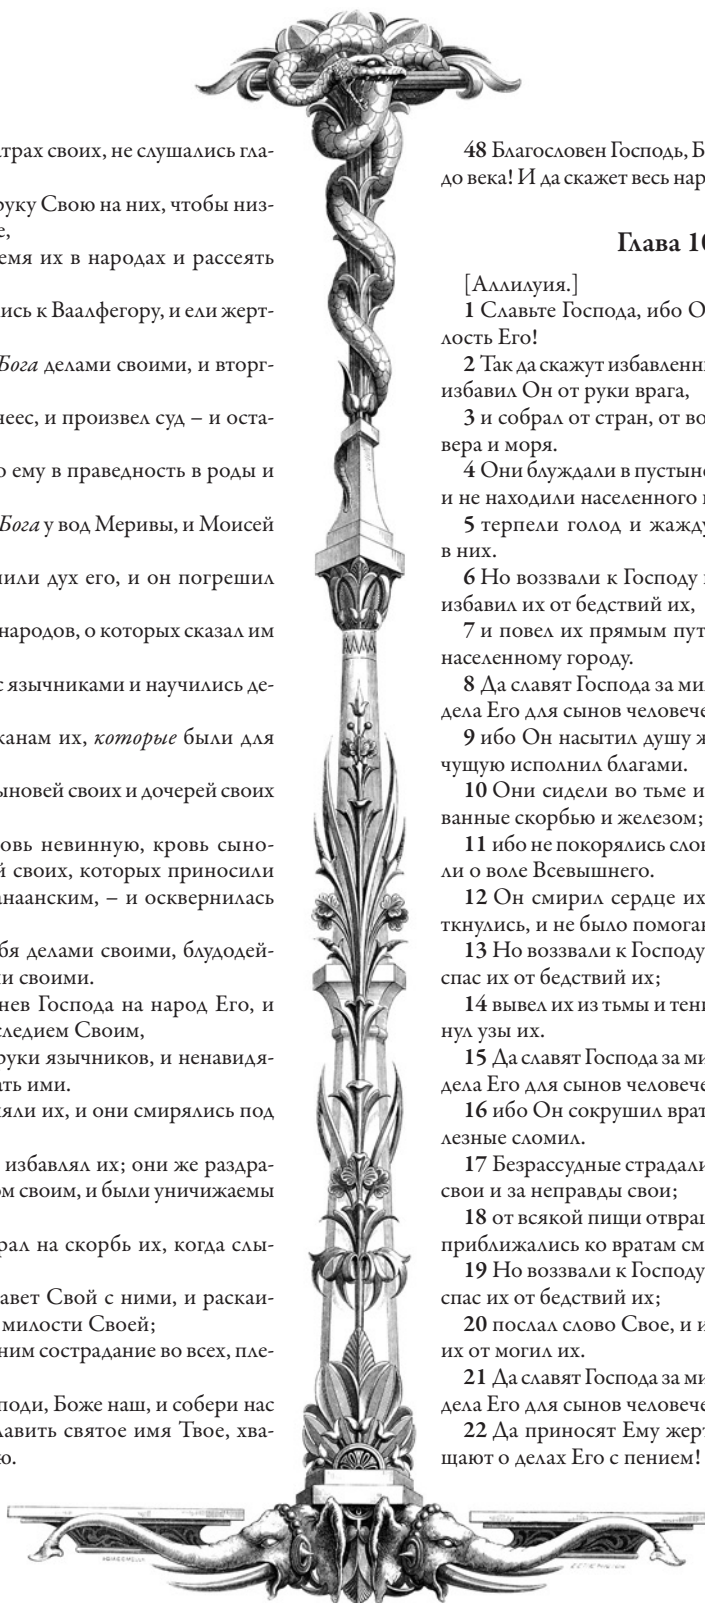 трах своих, не слушались гла-
руку Свою на них, чтобы низ-
е,
емя их в народах и рассеять
ись к Ваалфегору, и ели жерт-
Бога делами своими, и вторг-
неес, и произвел суд – и оста-
о ему в праведность в роды и
Бога у вод Меривы, и Моисей
чили дух его, и он погрешил
народов, о которых сказал им
с язычниками и научились де-
канам их, которые были для
ыновей своих и дочерей своих
овь невинную, кровь сыно-
й своих, которых приносили
наанским, – и осквернилась
бя делами своими, блудодей-
и своими.
нев Господа на народ Его, и
следием Своим,
руки язычников, и ненавидя-
ать ими.
няли их, и они смирялись под
избавлял их; они же раздра-
ом своим, и были уничижаемы
рал на скорбь их, когда слы-
авет Свой с ними, и раскаи-
милости Своей;
ним сострадание во всех, пле-
поди, Боже наш, и собери нас
лавить святое имя Твое, хва-
ю.
48 Благословен Господь, Б
до века! И да скажет весь нар
Глава 10
[Аллилуия.]
1 Славьте Господа, ибо О
лость Его!
2 Так да скажут избавленн
избавил Он от руки врага,
3 и собрал от стран, от во
вера и моря.
4 Они блуждали в пустын
и не находили населенного
5 терпели голод и жажду
в них.
6 Но воззвали к Господу
избавил их от бедствий их,
7 и повел их прямым пут
населенному городу.
8 Да славят Господа за ми
дела Его для сынов человече
9 ибо Он насытил душу ж
чущую исполнил благами.
10 Они сидели во тьме и
ванные скорбью и железом;
11 ибо не покорялись слов
ли о воле Всевышнего.
12 Он смирил сердце их
ткнулись, и не было помога
13 Но воззвали к Господу
спас их от бедствий их;
14 вывел их из тьмы и тени
нул узы их.
15 Да славят Господа за ми
дела Его для сынов человече
16 ибо Он сокрушил врат
лезные сломил.
17 Безрассудные страдали
свои и за неправды свои;
18 от всякой пищи отвращ
приближались ко вратам см
19 Но воззвали к Господу
спас их от бедствий их;
20 послал слово Свое, и и
их от могил их.
21 Да славят Господа за ми
дела Его для сынов человече
22 Да приносят Ему жерт
щают о делах Его с пением!